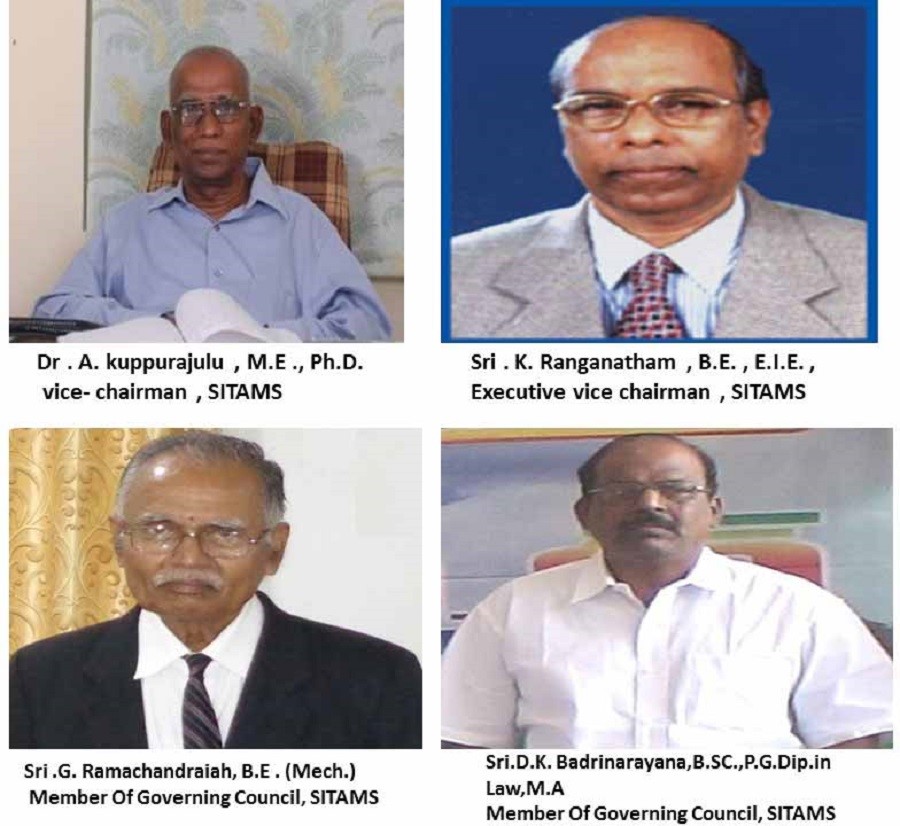 Dr . A. kuppurajulu , M.E ., Ph.D.
vice- chairman , SITAMS
Sri . K. Ranganatham , B.E. , E.I.E. ,
Executive vice chairman , SITAMS
Sri .G. Ramachandraiah, B.E . (Mech.)
Member Of Governing Council, SITAMS
Sri.D.K. Badrinarayana,B.SC.,P.G.Dip.in
Law,M.A
Member Of Governing Council, SITAMS